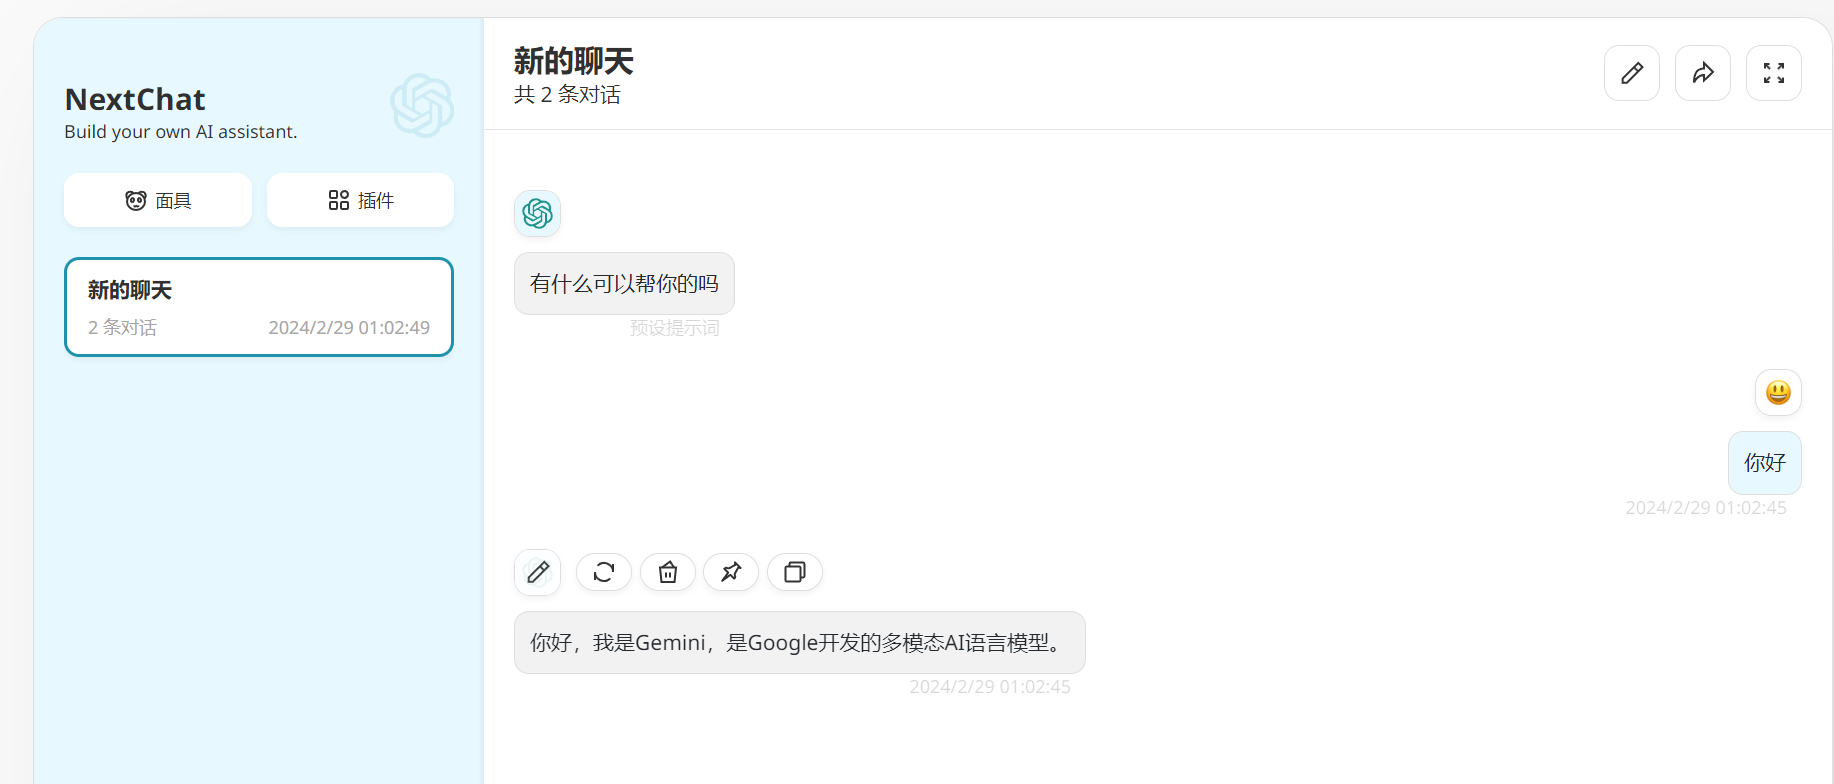 NextChat
Build your own AI assistant.
面具
插件
新的聊天
2 条对话
2024/2/29 01:02:49
新的聊天
共 2 条对话
有什么可以帮你的吗
预设提示词
你好
2024/2/29 01:02:45
你好，我是Gemini，是Google开发的多模态AI语言模型。
2024/2/29 01:02:45